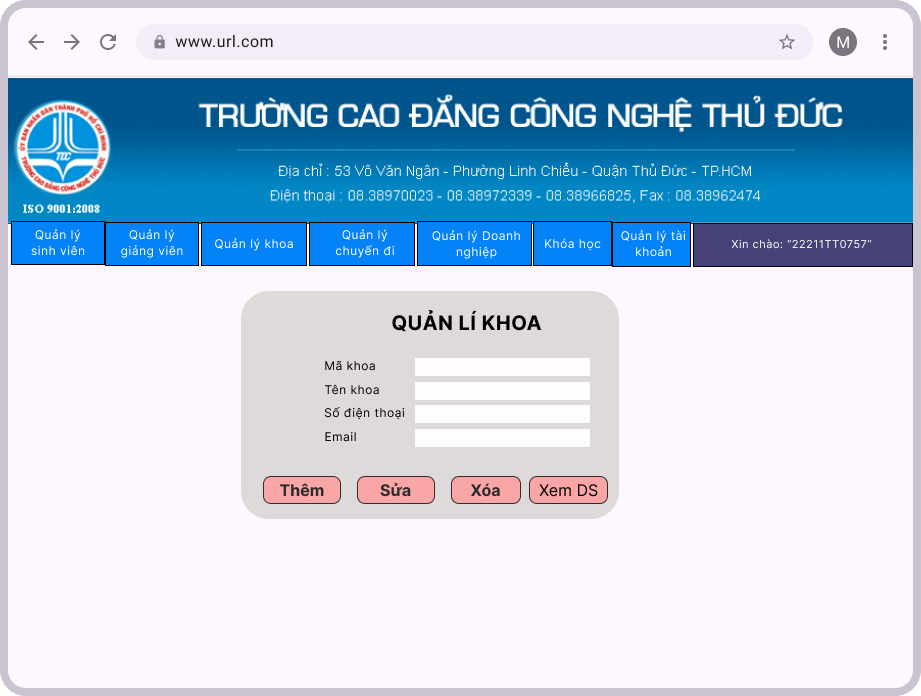 www.url.com
M
TRƯỜNG CAO ĐẲNG CÔNG NGHỆ THỦ ĐỨC
Địa chỉ : 53 Võ Văn Ngân - Phường Linh Chiểu - Quận Thủ Đức - TP.HCM
Điện thoại : 08.38970023 - 08.38972339 - 08.38966825, Fax : 08.38962474
ỦY BAN NHÂN DÂN THÀNH PHỐ HỒ CHÍ MINH
TDC
TRƯỜNG CAO ĐẲNG CÔNG NGHỆ THỦ ĐỨC
ISO 9001:2008
Quản lý
sinh viên
Quản lý
giảng viên
Quản lý khoa
Quản lý
chuyến đi
Quản lý Doanh
nghiệp
Khóa học
Quản lý tài
khoản
Xin chào: “22211TT0757”
QUẢN LÍ KHOA
Mã khoa
Tên khoa
Số điện thoại
Email
Thêm
Sửa
Xóa
Xem DS